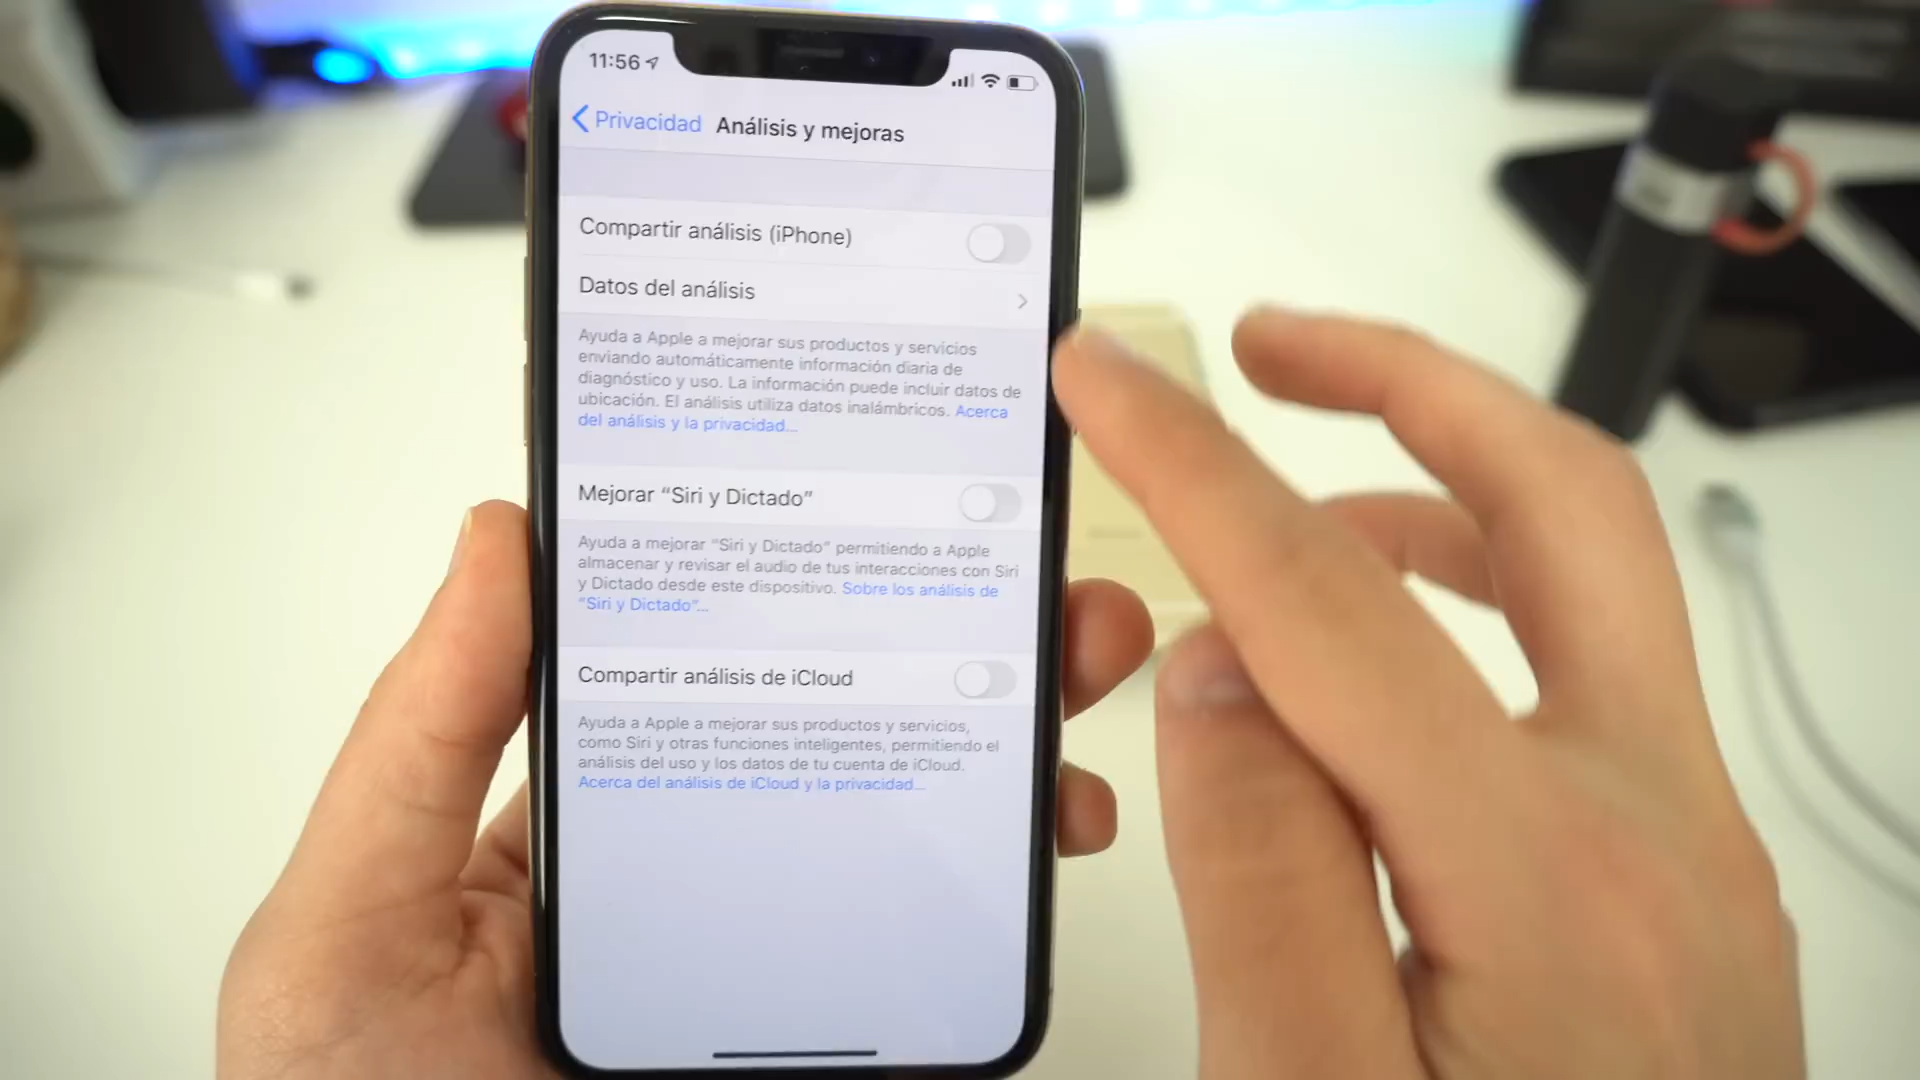 11:56
Privacidad Análisis y mejoras
Compartir análisis (iPhone)
Datos del análisis
Ayuda a Apple a mejorar sus productos y servicios
enviando automáticamente información diaria de
diagnóstico y uso. La información puede incluir datos de
ubicación. El análisis utiliza datos inalámbricos. Acerca
del análisis y la privacidad...
Mejorar “Siri y Dictado”
Ayuda a mejorar “Siri y Dictado” permitiendo a Apple
almacenar y revisar el audio de tus interacciones con Siri
y Dictado desde este dispositivo. Sobre los análisis de
“Siri y Dictado”...
Compartir análisis de iCloud
Ayuda a Apple a mejorar sus productos y servicios,
como Siri y otras funciones inteligentes, permitiendo el
análisis del uso y los datos de tu cuenta de iCloud.
Acerca del análisis de iCloud y la privacidad...